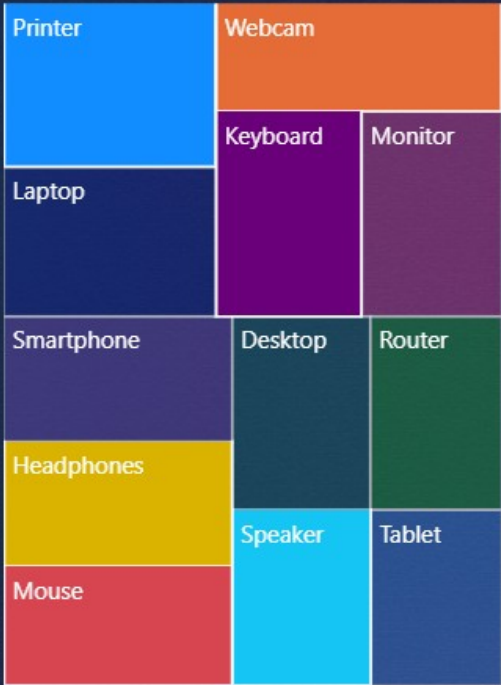 Printer
Webcam
Keyboard
Monitor
Laptop
Smartphone
Desktop
Router
Headphones
Speaker
Tablet
Mouse